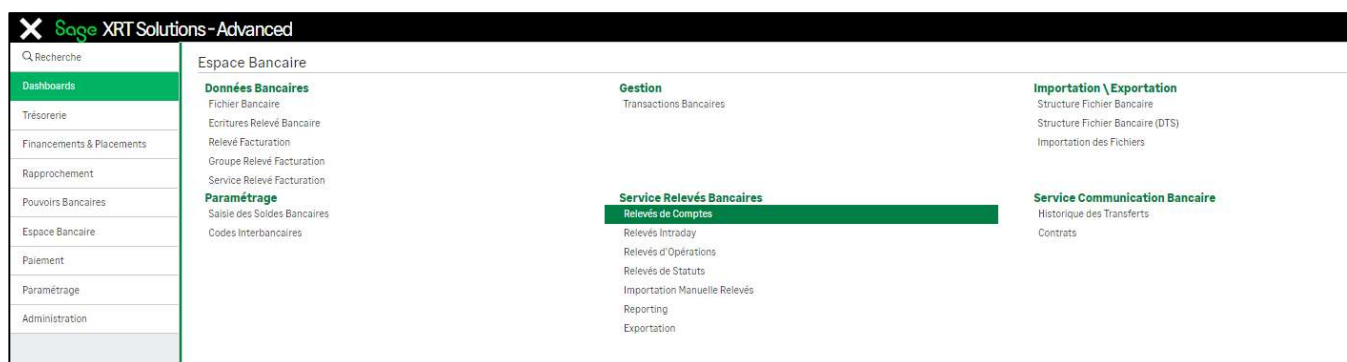 Sage XRT Solutions - Advanced
Recherche
Dashboards
Trésorerie
Financements & Placements
Rapprochement
Pouvoirs Bancaires
Espace Bancaire
Paiement
Paramétrage
Administration
Espace Bancaire
Données Bancaires
Fichier Bancaire
Ecritures Relevé Bancaire
Relevé Facturation
Groupe Relevé Facturation
Service Relevé Facturation
Gestion
Transactions Bancaires
Importation \ Exportation
Structure Fichier Bancaire
Structure Fichier Bancaire (DTS)
Importation des Fichiers
Paramétrage
Saisie des Soldes Bancaires
Codes Interbancaires
Service Relevés Bancaires
Relevés de Comptes
Relevés Intraday
Relevés d'Opérations
Relevés de Statuts
Importation Manuelle Relevés
Reporting
Exportation
Service Communication Bancaire
Historique des Transferts
Contrats